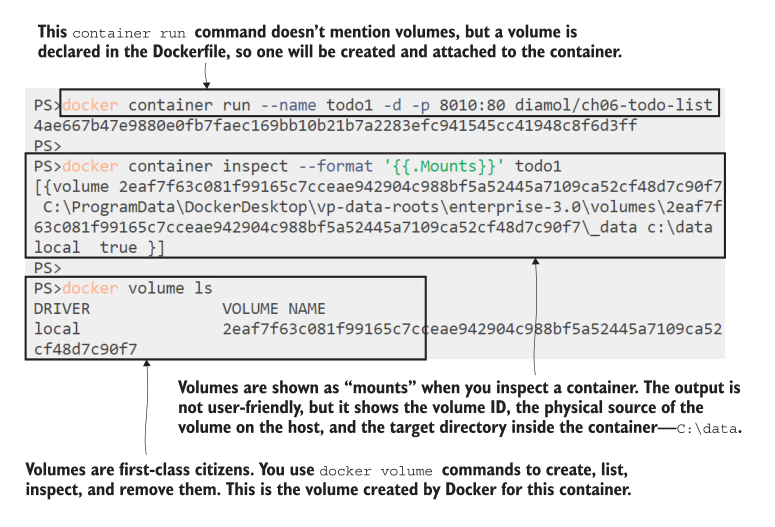 This container run command doesn't mention volumes, but a volume is
declared in the Dockerfile, so one will be created and attached to the container.
PS>docker container run --name todo1 -d -p 8010:80 diamol/ch06-todo-list
4ae667b47e9880e0fb7faec169bb10b21b7a2283efc941545cc41948c8f6d3ff
PS>
PS>docker container inspect --format '{{.Mounts}}' todo1
[{volume 2eaf7f63c081f99165c7cceae942904c988bf5a52445a7109ca52cf48d7c90f7
C:\ProgramData\DockerDesktop\vp-data-roots\enterprise-3.0\volumes\2eaf7f
63c081f99165c7cceae942904c988bf5a52445a7109ca52cf48d7c90f7\_data c:\data
local  true }]
PS>
PS>docker volume ls
DRIVER              VOLUME NAME
local               2eaf7f63c081f99165c7cceae942904c988bf5a52445a7109ca52
cf48d7c90f7
Volumes are shown as “mounts” when you inspect a container. The output is
not user-friendly, but it shows the volume ID, the physical source of the
volume on the host, and the target directory inside the container—C:\data.
Volumes are first-class citizens. You use docker volume commands to create, list,
inspect, and remove them. This is the volume created by Docker for this container.